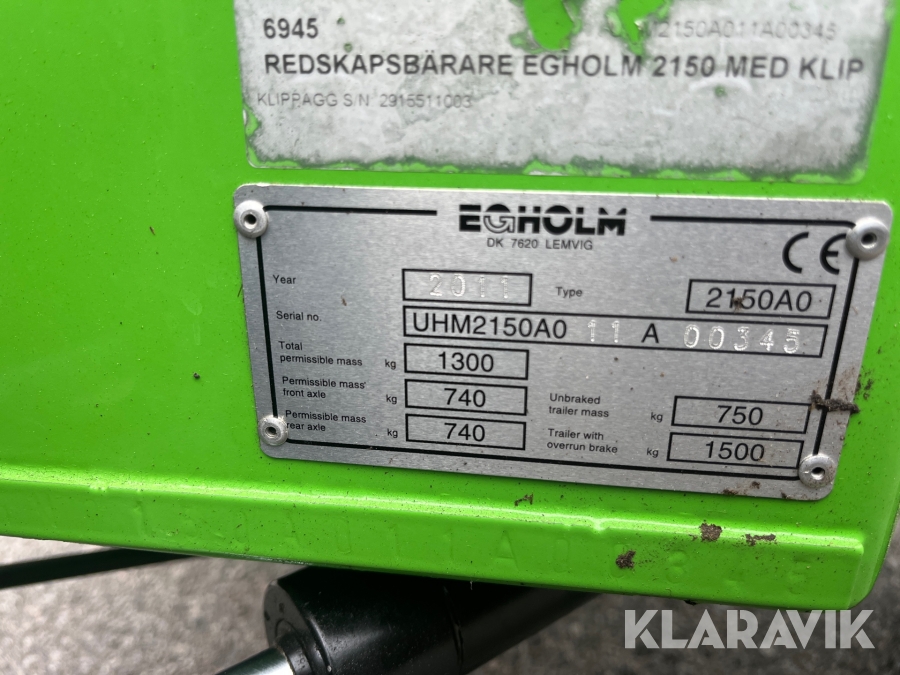 6945
M2150A011A00345
REDSKAPSBÄRARE EGHOLM 2150 MED KLIP
KLIPPAGG S/N 2915511003
EGHOLM
DK 7620 LEMVIG
CE
Year 2011 Type 2150A0
Serial no. UHM2150A0 11 A 00345
Total permissible mass kg 1300
Permissible mass front axle kg 740
Unbraked trailer mass kg 750
Permissible mass rear axle kg 740
Trailer with overrun brake kg 1500
KLARAVIK